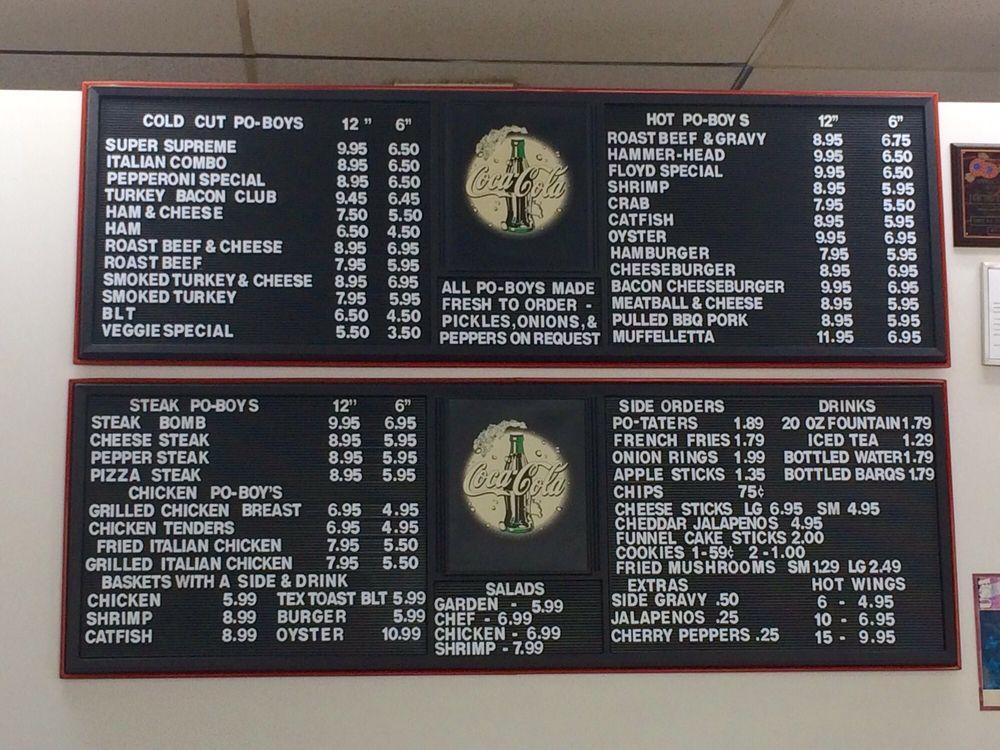 COLD CUT PO-BOYS 12" 6"
SUPER SUPREME 9.95 6.50
ITALIAN COMBO 8.95 6.50
PEPPERONI SPECIAL 8.95 6.50
TURKEY BACON CLUB 9.45 6.45
HAM & CHEESE 7.50 5.50
HAM 6.50 4.50
ROAST BEEF & CHEESE 8.95 6.95
ROAST BEEF 7.95 5.95
SMOKED TURKEY & CHEESE 8.95 6.95
SMOKED TURKEY 7.95 5.95
BLT 6.50 4.50
VEGGIE SPECIAL 5.50 3.50
Coca-Cola
ALL PO-BOYS MADE
FRESH TO ORDER -
PICKLES, ONIONS, &
PEPPERS ON REQUEST
HOT PO-BOYS 12" 6"
ROAST BEEF & GRAVY 8.95 6.75
HAMMER-HEAD 9.95 6.50
FLOYD SPECIAL 9.95 6.50
SHRIMP 8.95 5.95
CRAB 7.95 5.50
CATFISH 8.95 5.95
OYSTER 9.95 6.95
HAMBURGER 7.95 5.95
CHEESEBURGER 8.95 6.95
BACON CHEESEBURGER 9.95 6.95
MEATBALL & CHEESE 8.95 5.95
PULLED BBQ PORK 8.95 5.95
MUFFELLETTA 11.95 6.95
STEAK PO-BOYS 12" 6"
STEAK BOMB 9.95 6.95
CHEESE STEAK 8.95 5.95
PEPPER STEAK 8.95 5.95
PIZZA STEAK 8.95 5.95
CHICKEN PO-BOY'S
GRILLED CHICKEN BREAST 6.95 4.95
CHICKEN TENDERS 6.95 4.95
FRIED ITALIAN CHICKEN 7.95 5.50
GRILLED ITALIAN CHICKEN 7.95 5.50
BASKETS WITH A SIDE & DRINK
CHICKEN 5.99 TEX TOAST BLT 5.99
SHRIMP 8.99 BURGER 5.99
CATFISH 8.99 OYSTER 10.99
Coca-Cola
SALADS
GARDEN - 5.99
CHEF - 6.99
CHICKEN - 6.99
SHRIMP - 7.99
SIDE ORDERS DRINKS
PO-TATERS 1.89 20 OZ FOUNTAIN 1.79
FRENCH FRIES 1.79 ICED TEA 1.29
ONION RINGS 1.99 BOTTLED WATER 1.79
APPLE STICKS 1.35 BOTTLED BARQS 1.79
CHIPS 75¢
CHEESE STICKS LG 6.95 SM 4.95
CHEDDAR JALAPENOS 4.95
FUNNEL CAKE STICKS 2.00
COOKIES 1-59¢ 2-1.00
FRIED MUSHROOMS SM 1.29 LG 2.49
EXTRAS HOT WINGS
SIDE GRAVY .50 6 - 4.95
JALAPENOS .25 10 - 6.95
CHERRY PEPPERS .25 15 - 9.95